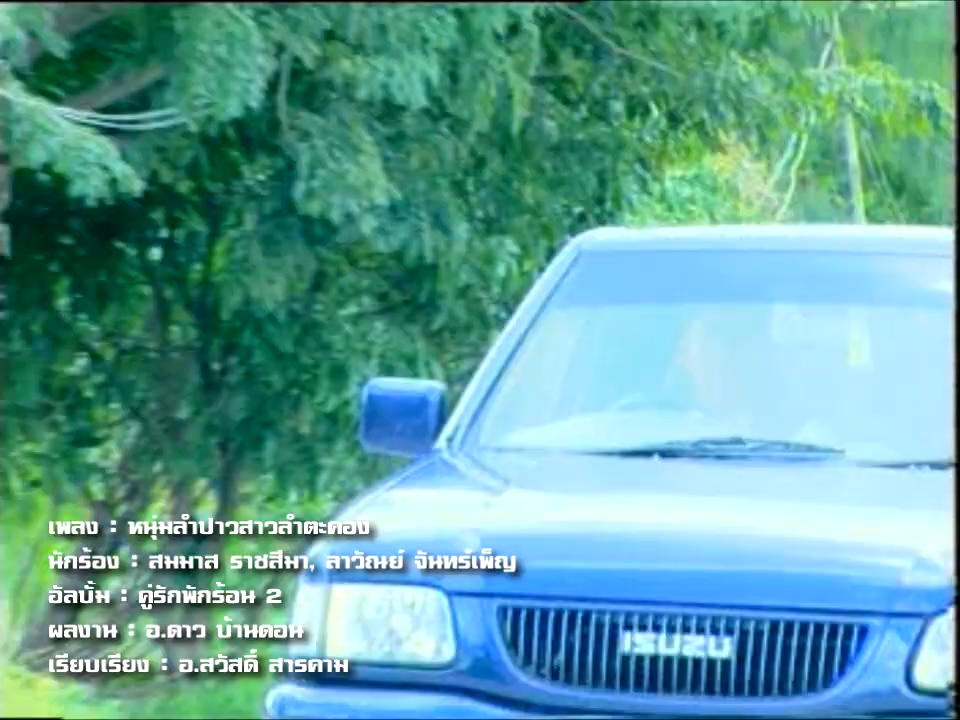 เพลง : หนุ่มลำปาวสาวลำตะคอง
นักร้อง : สมมาส ราชสีมา, ลาวัณย์ จันทร์เพ็ญ
อัลบั้ม : คู่รักพักร้อน 2
ผลงาน : อ.ดาว บ้านดอน
เรียบเรียง : อ.สวัสดิ์ สารคาม
ISUZU